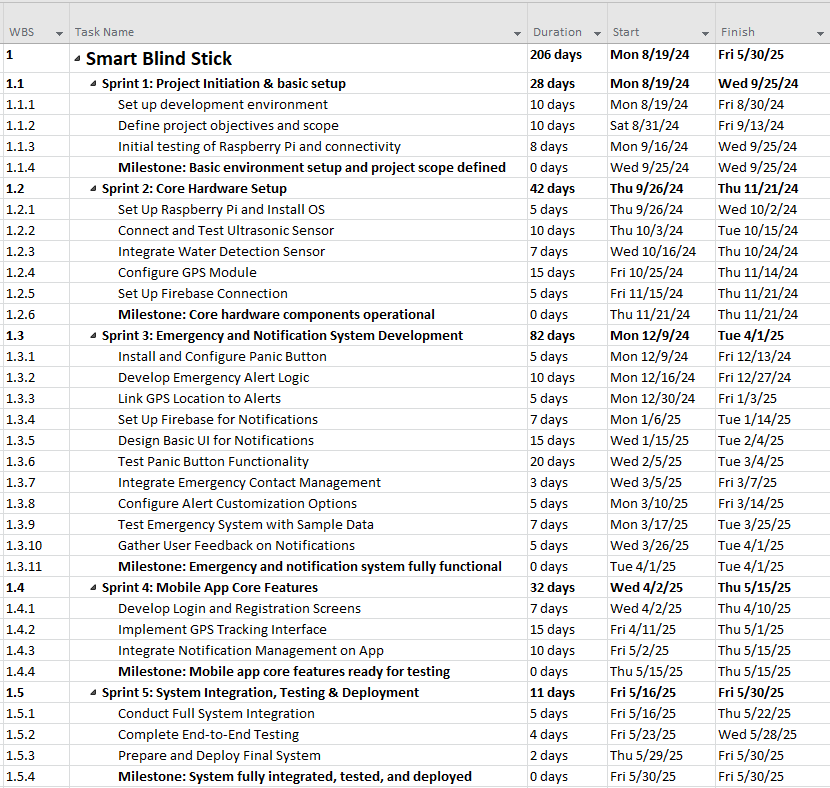 WBS Task Name Duration Start Finish
1 Smart Blind Stick 206 days Mon 8/19/24 Fri 5/30/25
1.1 Sprint 1: Project Initiation & basic setup 28 days Mon 8/19/24 Wed 9/25/24
1.1.1 Set up development environment 10 days Mon 8/19/24 Fri 8/30/24
1.1.2 Define project objectives and scope 10 days Sat 8/31/24 Fri 9/13/24
1.1.3 Initial testing of Raspberry Pi and connectivity 8 days Mon 9/16/24 Wed 9/25/24
1.1.4 Milestone: Basic environment setup and project scope defined 0 days Wed 9/25/24 Wed 9/25/24
1.2 Sprint 2: Core Hardware Setup 42 days Thu 9/26/24 Thu 11/21/24
1.2.1 Set Up Raspberry Pi and Install OS 5 days Thu 9/26/24 Wed 10/2/24
1.2.2 Connect and Test Ultrasonic Sensor 10 days Thu 10/3/24 Tue 10/15/24
1.2.3 Integrate Water Detection Sensor 7 days Wed 10/16/24 Thu 10/24/24
1.2.4 Configure GPS Module 15 days Fri 10/25/24 Thu 11/14/24
1.2.5 Set Up Firebase Connection 5 days Fri 11/15/24 Thu 11/21/24
1.2.6 Milestone: Core hardware components operational 0 days Thu 11/21/24 Thu 11/21/24
1.3 Sprint 3: Emergency and Notification System Development 82 days Mon 12/9/24 Tue 4/1/25
1.3.1 Install and Configure Panic Button 5 days Mon 12/9/24 Fri 12/13/24
1.3.2 Develop Emergency Alert Logic 10 days Mon 12/16/24 Fri 12/27/24
1.3.3 Link GPS Location to Alerts 5 days Mon 12/30/24 Fri 1/3/25
1.3.4 Set Up Firebase for Notifications 7 days Mon 1/6/25 Tue 1/14/25
1.3.5 Design Basic UI for Notifications 15 days Wed 1/15/25 Tue 2/4/25
1.3.6 Test Panic Button Functionality 20 days Wed 2/5/25 Tue 3/4/25
1.3.7 Integrate Emergency Contact Management 3 days Wed 3/5/25 Fri 3/7/25
1.3.8 Configure Alert Customization Options 5 days Mon 3/10/25 Fri 3/14/25
1.3.9 Test Emergency System with Sample Data 7 days Mon 3/17/25 Tue 3/25/25
1.3.10 Gather User Feedback on Notifications 5 days Wed 3/26/25 Tue 4/1/25
1.3.11 Milestone: Emergency and notification system fully functional 0 days Tue 4/1/25 Tue 4/1/25
1.4 Sprint 4: Mobile App Core Features 32 days Wed 4/2/25 Thu 5/15/25
1.4.1 Develop Login and Registration Screens 7 days Wed 4/2/25 Thu 4/10/25
1.4.2 Implement GPS Tracking Interface 15 days Fri 4/11/25 Thu 5/1/25
1.4.3 Integrate Notification Management on App 10 days Fri 5/2/25 Thu 5/15/25
1.4.4 Milestone: Mobile app core features ready for testing 0 days Thu 5/15/25 Thu 5/15/25
1.5 Sprint 5: System Integration, Testing & Deployment 11 days Fri 5/16/25 Fri 5/30/25
1.5.1 Conduct Full System Integration 5 days Fri 5/16/25 Thu 5/22/25
1.5.2 Complete End-to-End Testing 4 days Fri 5/23/25 Wed 5/28/25
1.5.3 Prepare and Deploy Final System 2 days Thu 5/29/25 Fri 5/30/25
1.5.4 Milestone: System fully integrated, tested, and deployed 0 days Fri 5/30/25 Fri 5/30/25